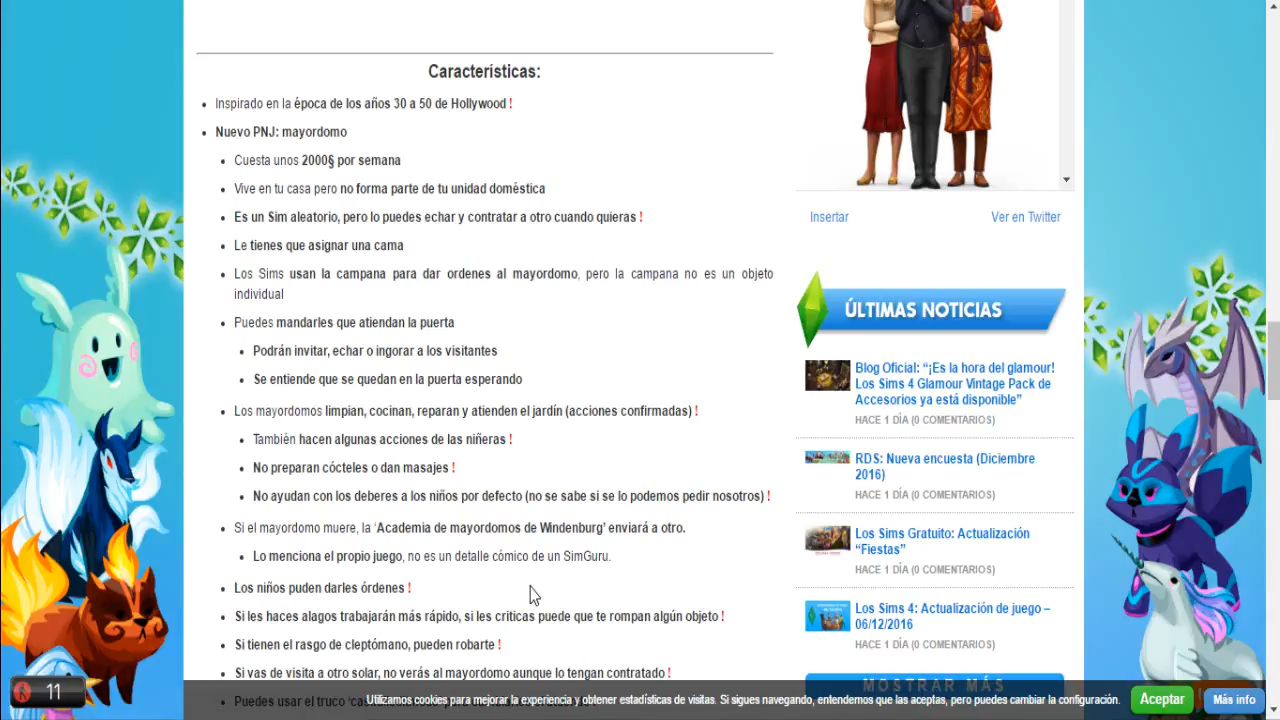 Características:
Inspirado en la época de los años 30 a 50 de Hollywood !
Nuevo PNJ: mayordomo
Cuesta unos 2000§ por semana
Vive en tu casa pero no forma parte de tu unidad doméstica
Es un Sim aleatorio, pero lo puedes echar y contratar a otro cuando quieras !
Le tienes que asignar una cama
Los Sims usan la campana para dar ordenes al mayordomo, pero la campana no es un objeto
individual
Puedes mandarles que atiendan la puerta
Podrán invitar, echar o ingorar a los visitantes
Se entiende que se quedan en la puerta esperando
Los mayordomos limpian, cocinan, reparan y atienden el jardín (acciones confirmadas) !
También hacen algunas acciones de las niñeras !
No preparan cócteles o dan masajes !
No ayudan con los deberes a los niños por defecto (no se sabe si se lo podemos pedir nosotros) !
Si el mayordomo muere, la ‘Academia de mayordomos de Windenburg’ enviará a otro.
Lo menciona el propio juego, no es un detalle cómico de un SimGuru.
Los niños puden darles órdenes !
Si les haces alagos trabajarán más rápido, si les criticas puede que te rompan algún objeto !
Si tienen el rasgo de cleptómano, pueden robarte !
Si vas de visita a otro solar, no verás al mayordomo aunque lo tengan contratado !
Puedes usar el truco
Insertar
Ver en Twitter
ÚLTIMAS NOTICIAS
Blog Oficial: “¡Es la hora del glamour!
Los Sims 4 Glamour Vintage Pack de
Accesorios ya está disponible”
HACE 1 DÍA (0 COMENTARIOS)
RDS: Nueva encuesta (Diciembre
2016)
HACE 1 DÍA (0 COMENTARIOS)
Los Sims Gratuito: Actualización
“Fiestas”
HACE 1 DÍA (0 COMENTARIOS)
Los Sims 4: Actualización de juego –
06/12/2016
HACE 1 DÍA (0 COMENTARIOS)
MOSTRAR MÁS
11
Utilizamos cookies para mejorar la experiencia y obtener estadísticas de visitas. Si sigues navegando, entendemos que las aceptas, pero puedes cambiar la configuración.
Aceptar
Más info